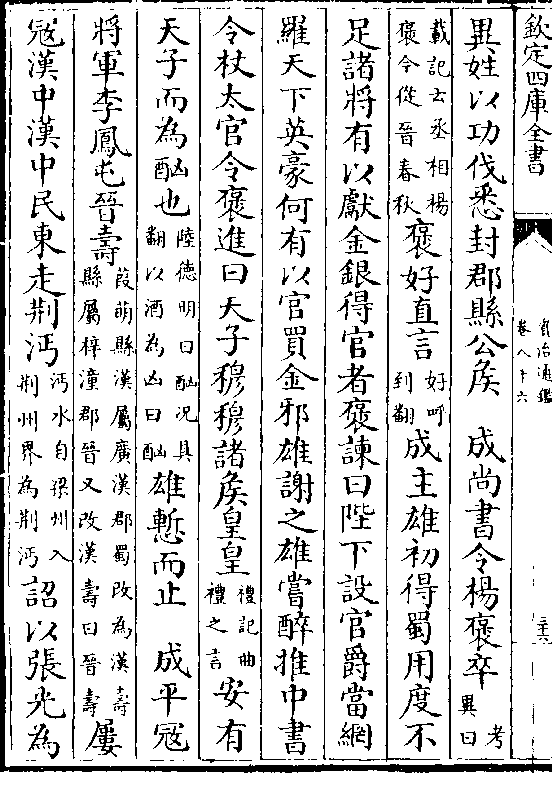 欽定四庫全書
資治通鑑
卷八十六
異姓以功伐悉封郡縣公矦　成尚書令楊褒卒考異曰
載記云丞相楊褒今從晉春秋褒好直言好呼到翻成主雄初得蜀用度不
足諸將有以獻金銀得官者褒諫曰陛下設官爵當網
羅天下英豪何有以官買金邪雄謝之雄嘗醉推中書
令杖太官令褒進曰天子穆穆諸矦皇皇禮記曲禮之言安有
天子而為酗也陸徳明曰酗况具翻以酒為凶曰酗雄慙而止　成平冦
將軍李鳳屯晉壽葭萌縣漢屬廣漢郡蜀改為漢壽縣屬梓潼郡晉又改漢壽曰晉壽屢
冦漢中漢中民東走荆沔沔水自梁州入荆州界為荆沔詔以張光為